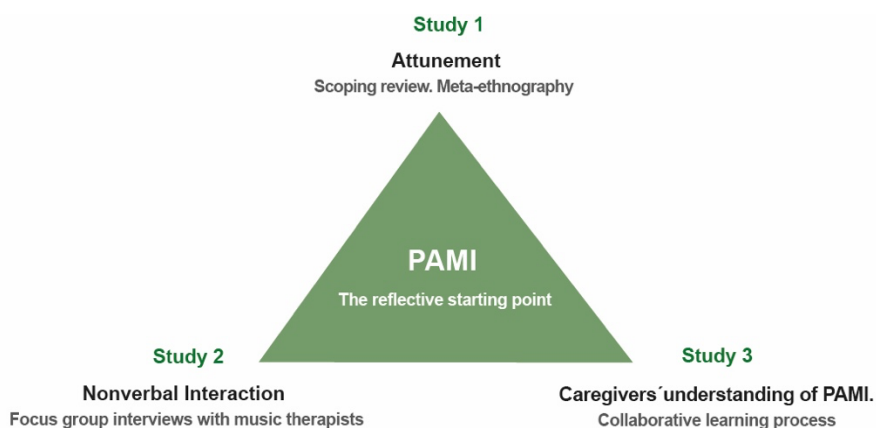 Study 1
Attunement
Scoping review. Meta-ethnography
PAMI
The reflective starting point
Study 2
Nonverbal Interaction
Focus group interviews with music therapists
Study 3
Caregivers´understanding of PAMI.
Collaborative learning process